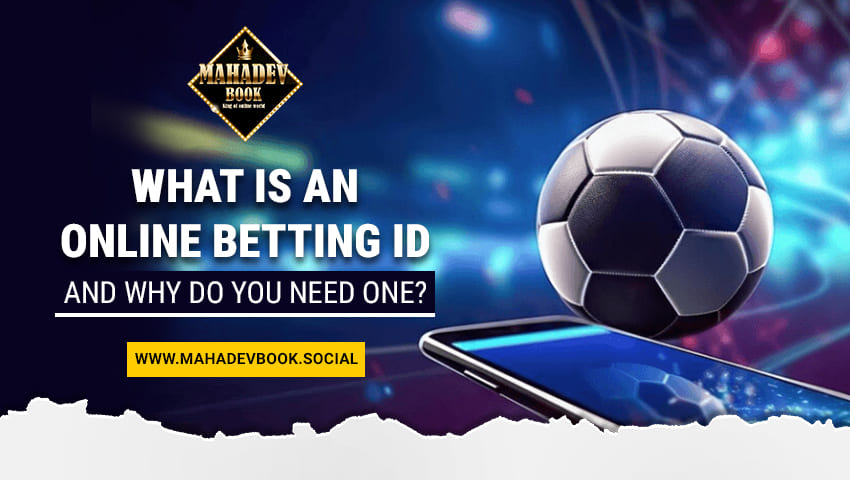 MAHADEV
BOOK
King of online world
WHAT IS AN
ONLINE BETTING ID
AND WHY DO YOU NEED ONE?
WWW.MAHADEVBOOK.SOCIAL